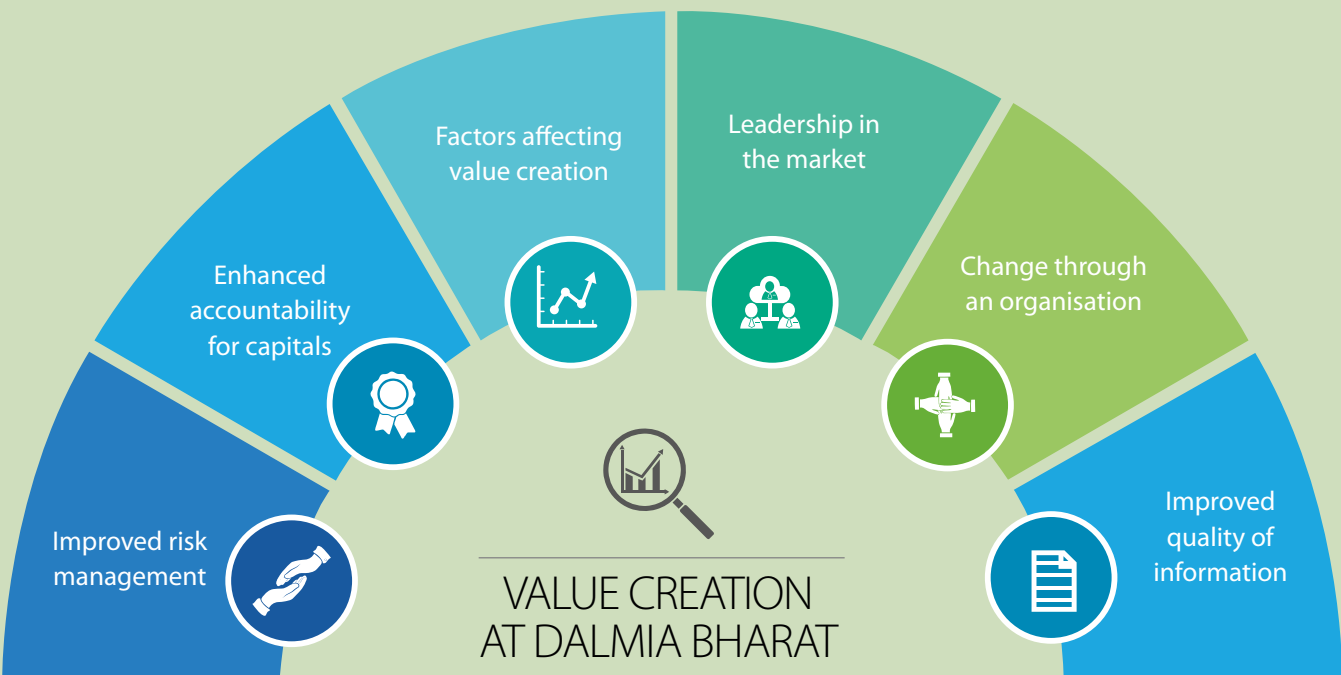 Improved risk
management
Enhanced
accountability
for capitals
Factors affecting
value creation
Leadership in
the market
Change through
an organisation
Improved
quality of
information
VALUE CREATION
AT DALMIA BHARAT